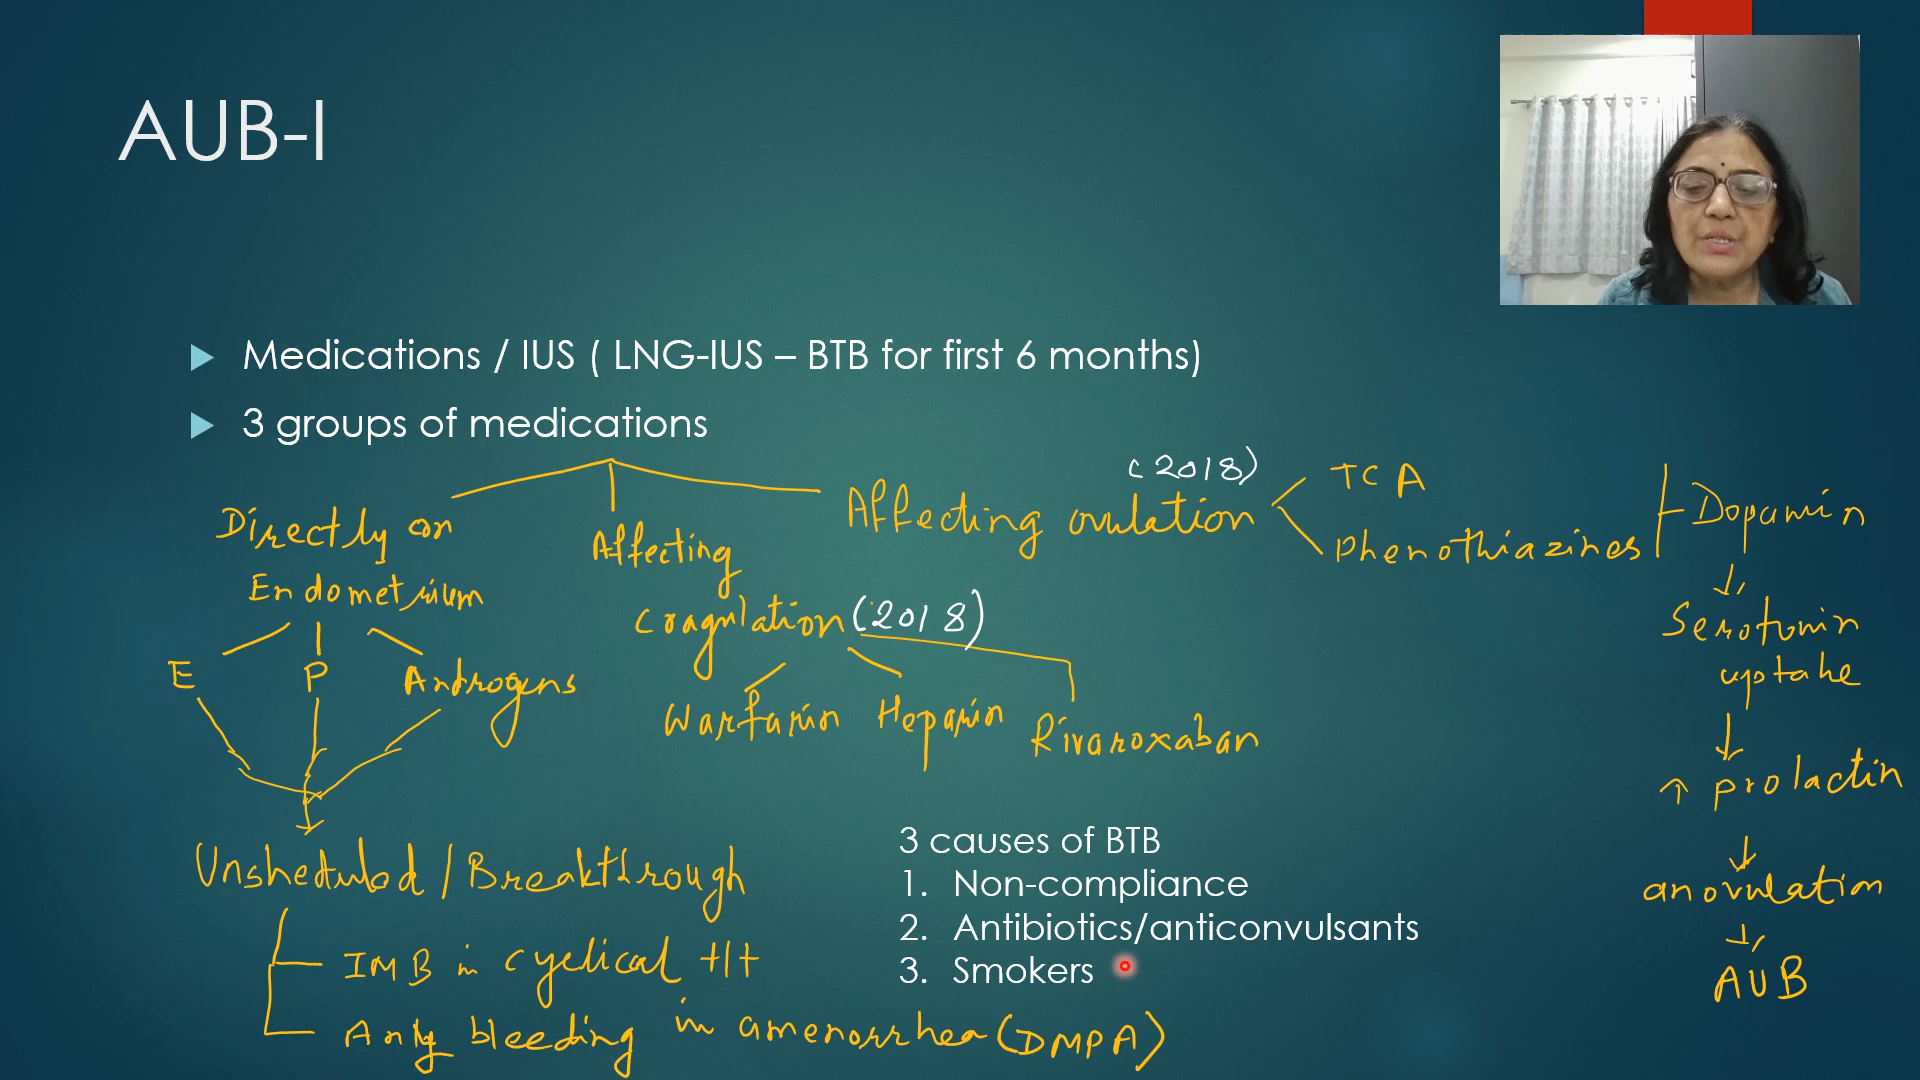 AUB-I
Medications / IUS ( LNG-IUS – BTB for first 6 months)
3 groups of medications
Directly on
Endometrium
E
P
Androgens
Affecting
coagulation (2018)
Warfarin
Heparin
Rivaroxaban
(2018)
Affecting ovulation
TCA
Phenothiazines
Dopamin
↓
Serotonin
uptake
↓
↑ prolactin
↓
anovulation
↓
AUB
Unsheduled / Breakthrough
IMB in cyclical
Any bleeding in amenorrhea (DMPA)
3 causes of BTB
1. Non-compliance
2. Antibiotics/anticonvulsants
3. Smokers